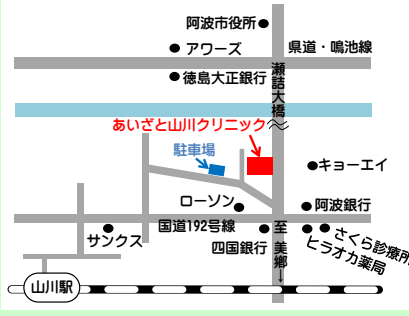 阿波市役所
アワーズ
県道・鳴池線
徳島大正銀行
瀬詰大橋
あいざと山川クリニック
駐車場
キョーエイ
ローソン
阿波銀行
国道192号線
至 美郷→
サンクス
四国銀行
さくら診療所
ヒラオカ薬局
山川駅